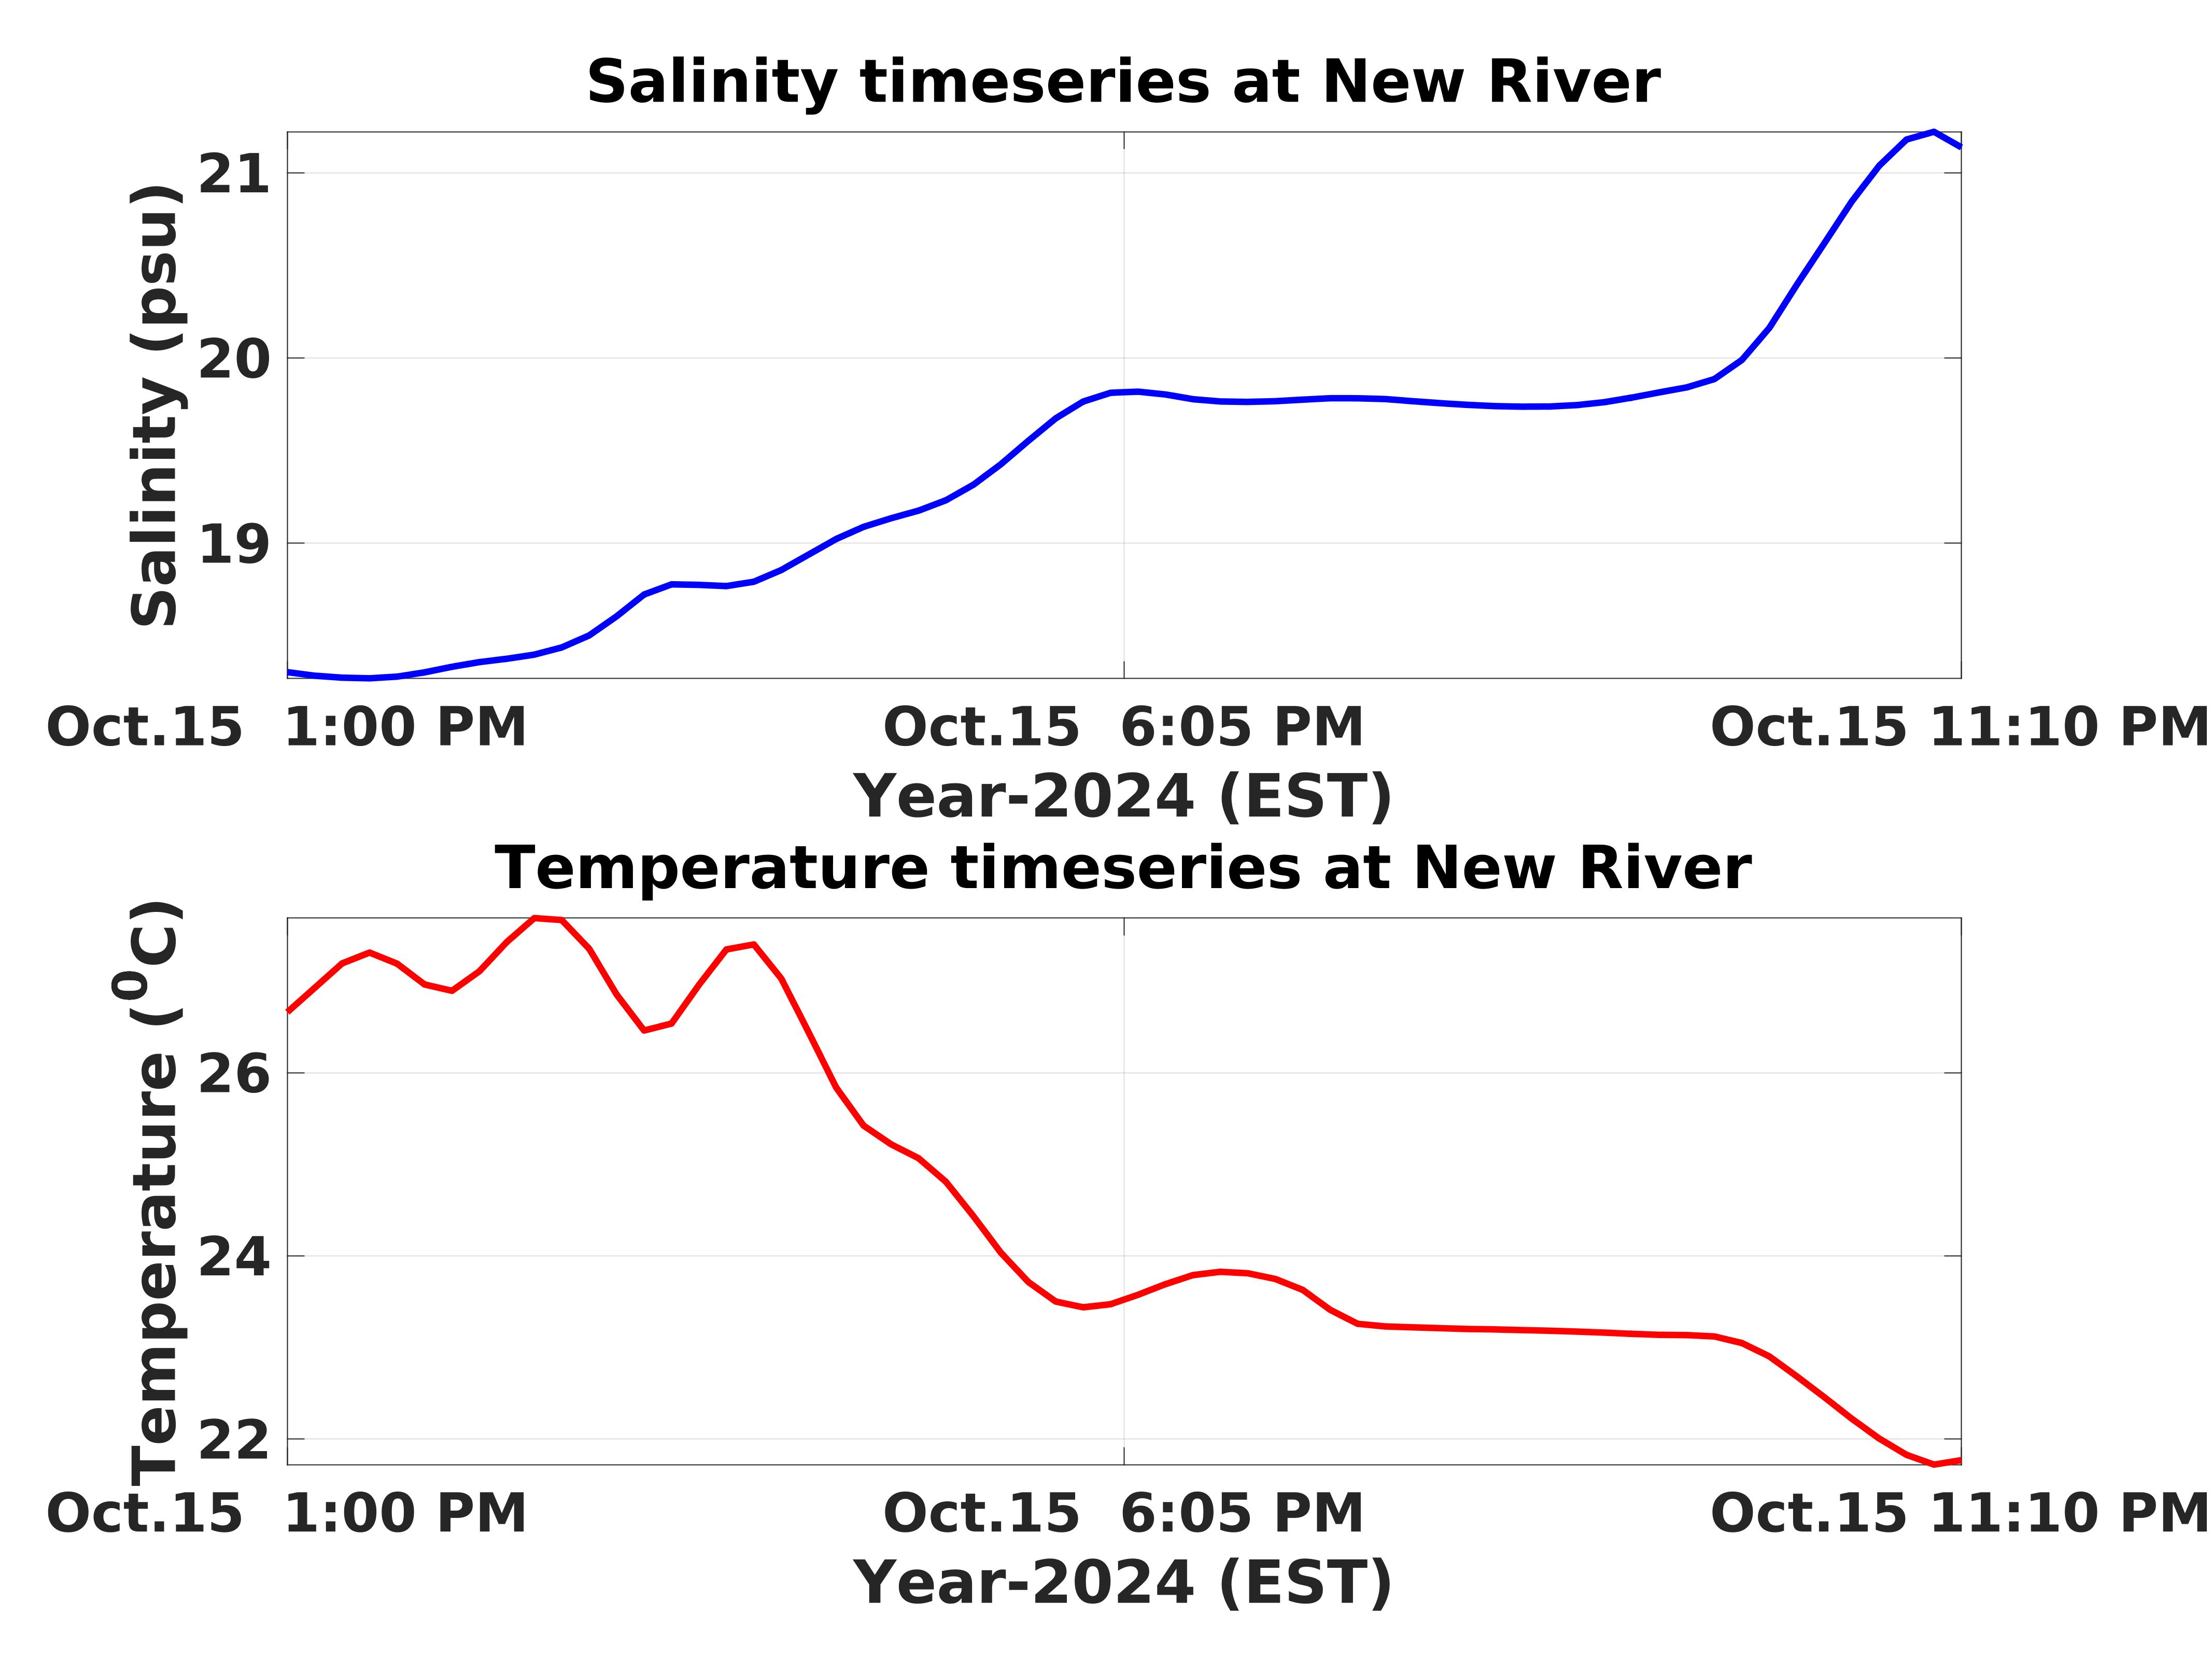 Salinity timeseries at New River
Salinity (psu)
21
20
19
Oct.15  1:00 PM
Oct.15  6:05 PM
Oct.15 11:10 PM
Year-2024 (EST)
Temperature timeseries at New River
Temperature (⁰C)
26
24
22
Oct.15  1:00 PM
Oct.15  6:05 PM
Oct.15 11:10 PM
Year-2024 (EST)